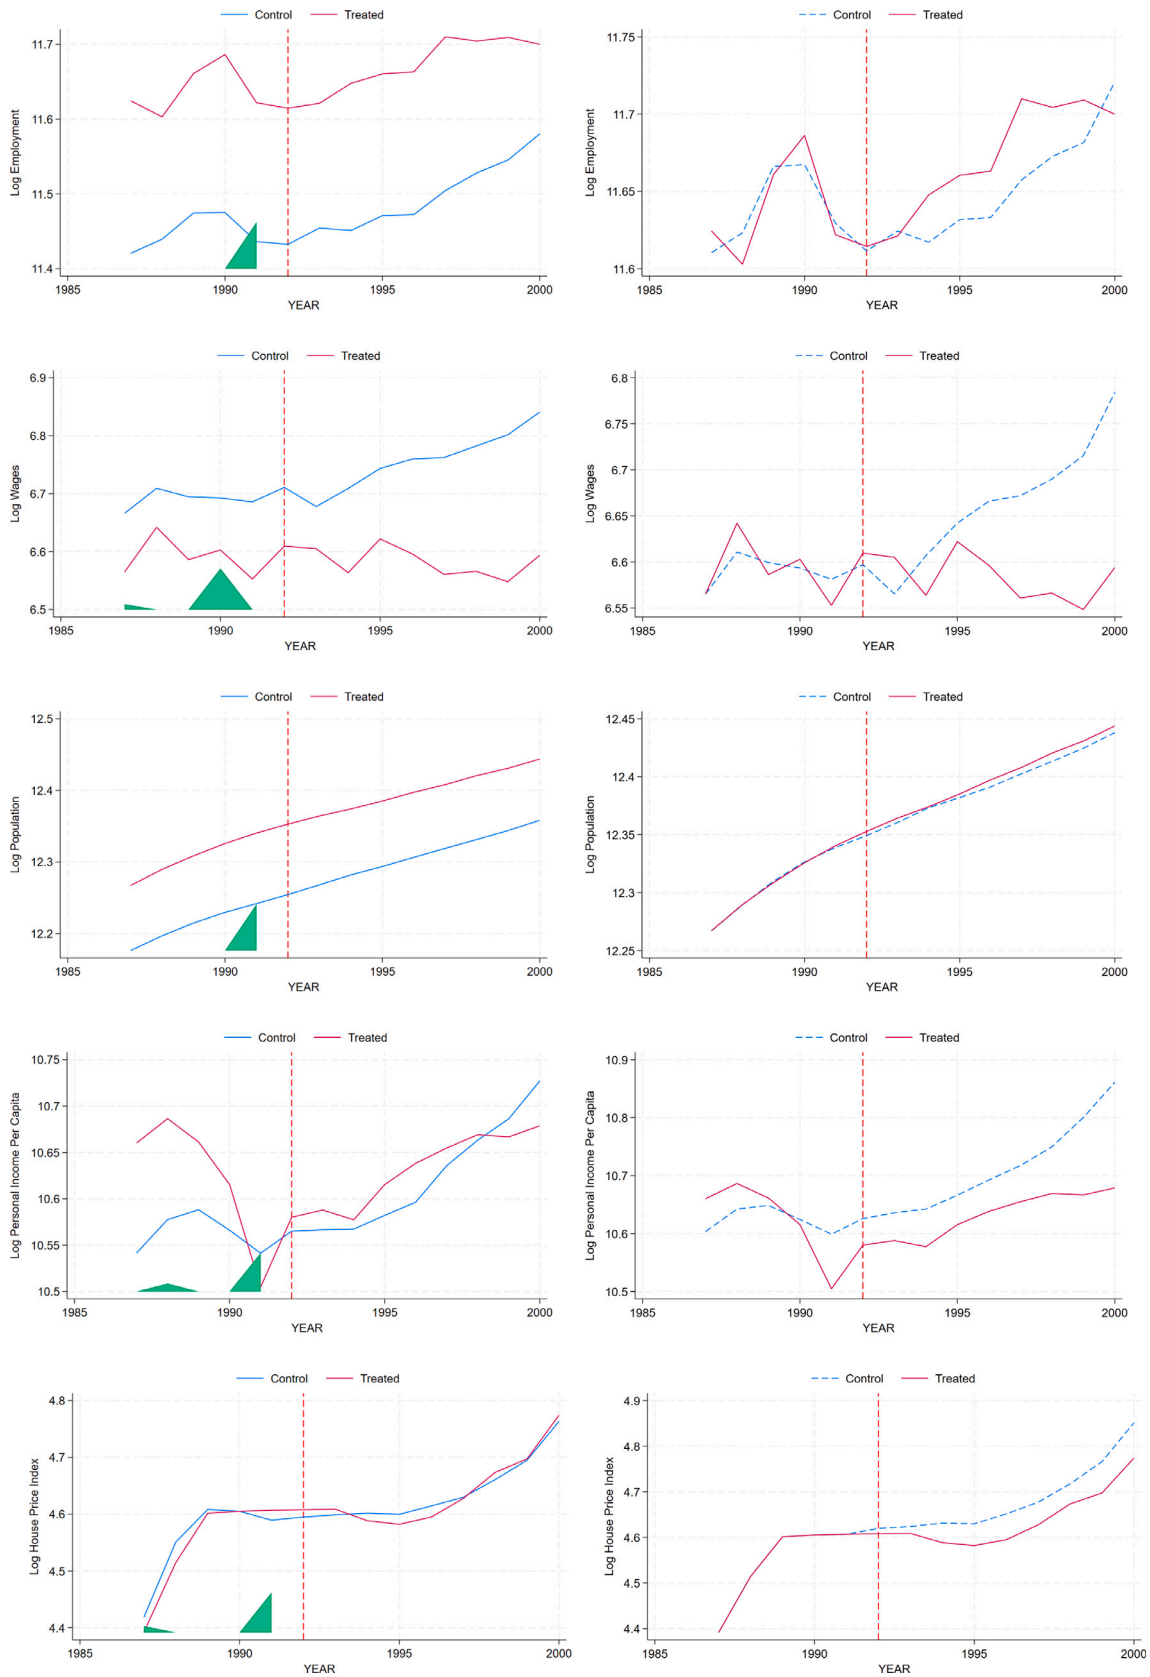 Control Treated
11.7
11.6
11.5
11.4
Log Employment
1985 1990 1995 2000
YEAR
Control Treated
11.75
11.7
11.65
11.6
Log Employment
1985 1990 1995 2000
YEAR
Control Treated
6.9
6.8
6.7
6.6
6.5
Log Wages
1985 1990 1995 2000
YEAR
Control Treated
6.8
6.75
6.7
6.65
6.6
6.55
Log Wages
1985 1990 1995 2000
YEAR
Control Treated
12.5
12.4
12.3
12.2
Log Population
1985 1990 1995 2000
YEAR
Control Treated
12.45
12.4
12.35
12.3
12.25
Log Population
1985 1990 1995 2000
YEAR
Control Treated
10.75
10.7
10.65
10.6
10.55
10.5
Log Personal Income Per Capita
1985 1990 1995 2000
YEAR
Control Treated
10.9
10.8
10.7
10.6
10.5
Log Personal Income Per Capita
1985 1990 1995 2000
YEAR
Control Treated
4.8
4.7
4.6
4.5
4.4
Log House Price Index
1985 1990 1995 2000
YEAR
Control Treated
4.9
4.8
4.7
4.6
4.5
4.4
Log House Price Index
1985 1990 1995 2000
YEAR